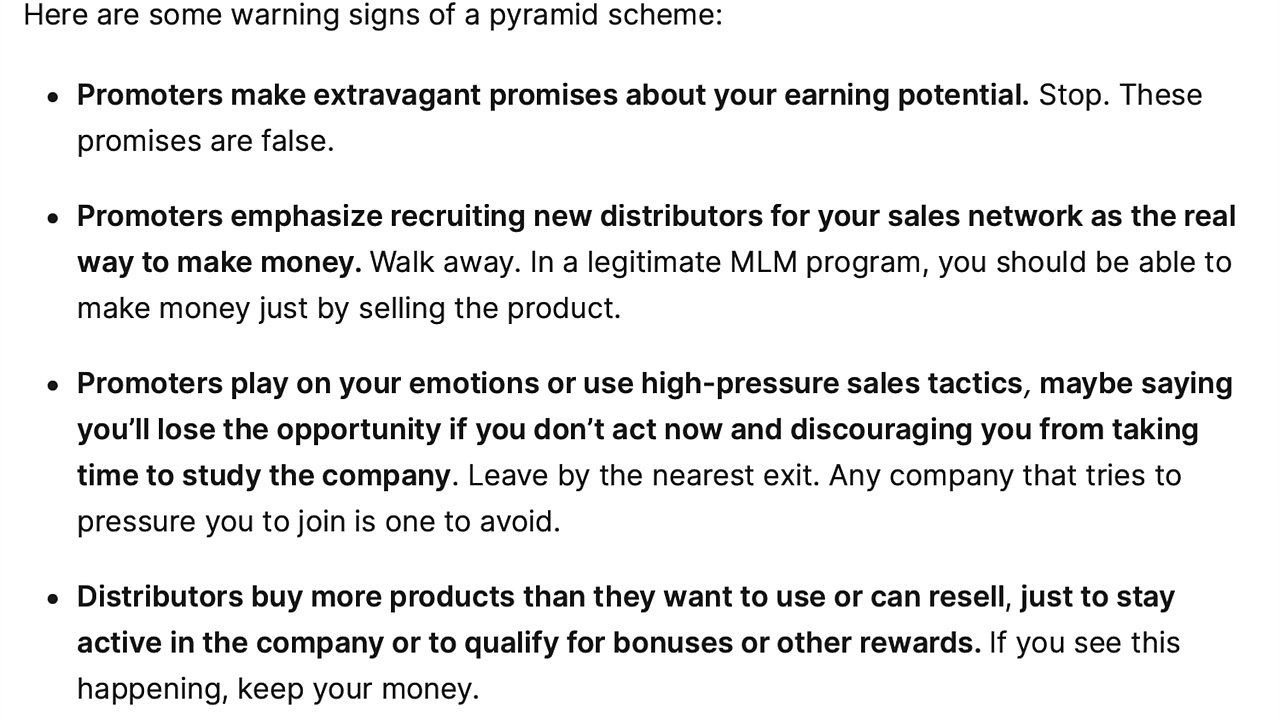 Here are some warning signs of a pyramid scheme:
• Promoters make extravagant promises about your earning potential. Stop. These
promises are false.
• Promoters emphasize recruiting new distributors for your sales network as the real
way to make money. Walk away. In a legitimate MLM program, you should be able to
make money just by selling the product.
• Promoters play on your emotions or use high-pressure sales tactics, maybe saying
you’ll lose the opportunity if you don’t act now and discouraging you from taking
time to study the company. Leave by the nearest exit. Any company that tries to
pressure you to join is one to avoid.
• Distributors buy more products than they want to use or can resell, just to stay
active in the company or to qualify for bonuses or other rewards. If you see this
happening, keep your money.